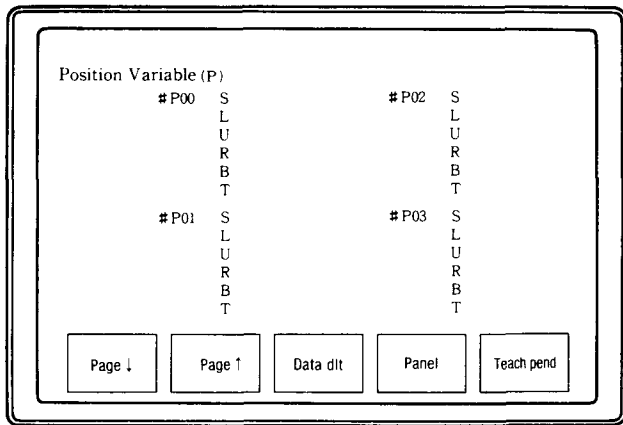 Position Variable (P)
# P00 S # P02 S
L L
U U
R R
B B
T T
# P01 S # P03 S
L L
U U
R R
B B
T T
Page ↓ Page ↑ Data dlt Panel Teach pend